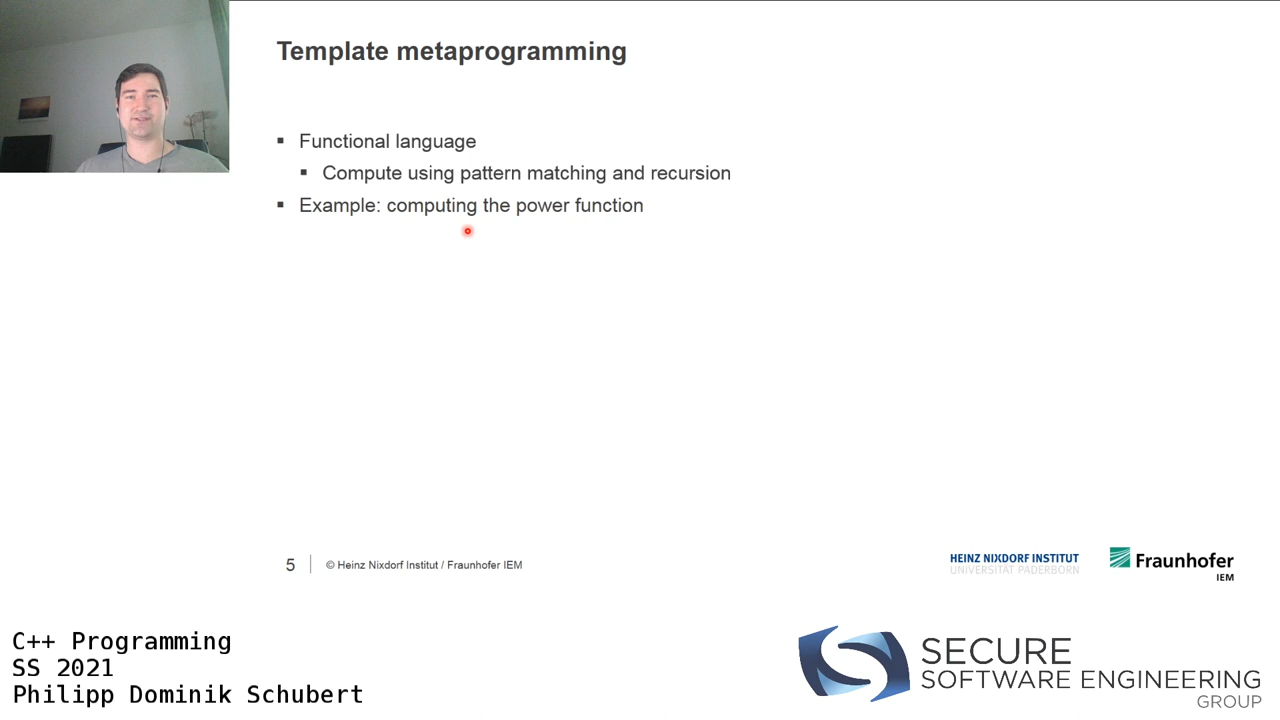 Template metaprogramming
▪ Functional language
▪ Compute using pattern matching and recursion
▪ Example: computing the power function
5 | © Heinz Nixdorf Institut / Fraunhofer IEM
HEINZ NIXDORF INSTITUT
UNIVERSITÄT PADERBORN
Fraunhofer
IEM
C++ Programming
SS 2021
Philipp Dominik Schubert
SECURE
SOFTWARE ENGINEERING
GROUP